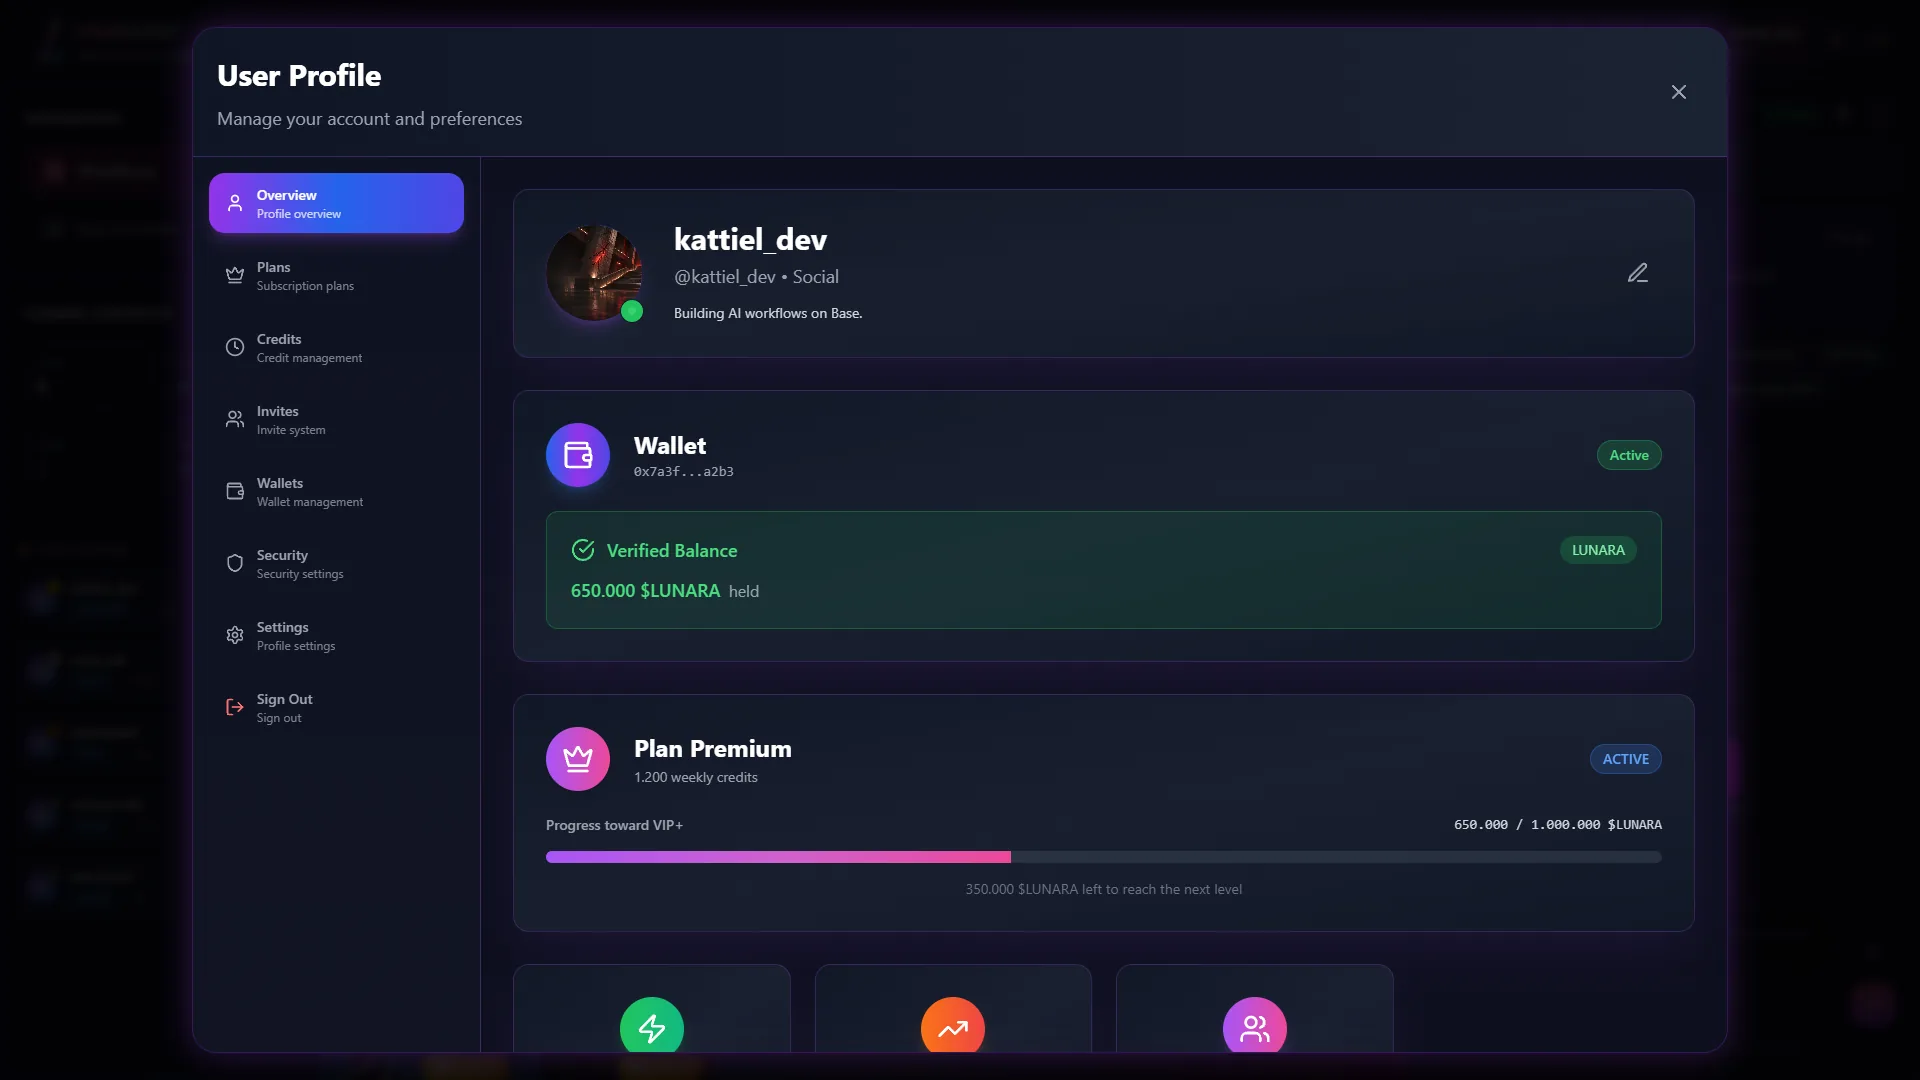 User Profile
Manage your account and preferences
Overview
Profile overview
Plans
Subscription plans
Credits
Credit management
Invites
Invite system
Wallets
Wallet management
Security
Security settings
Settings
Profile settings
Sign Out
Sign out
kattiel_dev
@kattiel_dev • Social
Building AI workflows on Base.
Wallet
0x7a3f...a2b3
Active
Verified Balance
LUNARA
650.000 $LUNARA held
Plan Premium
1.200 weekly credits
ACTIVE
Progress toward VIP+
650.000 / 1.000.000 $LUNARA
350.000 $LUNARA left to reach the next level